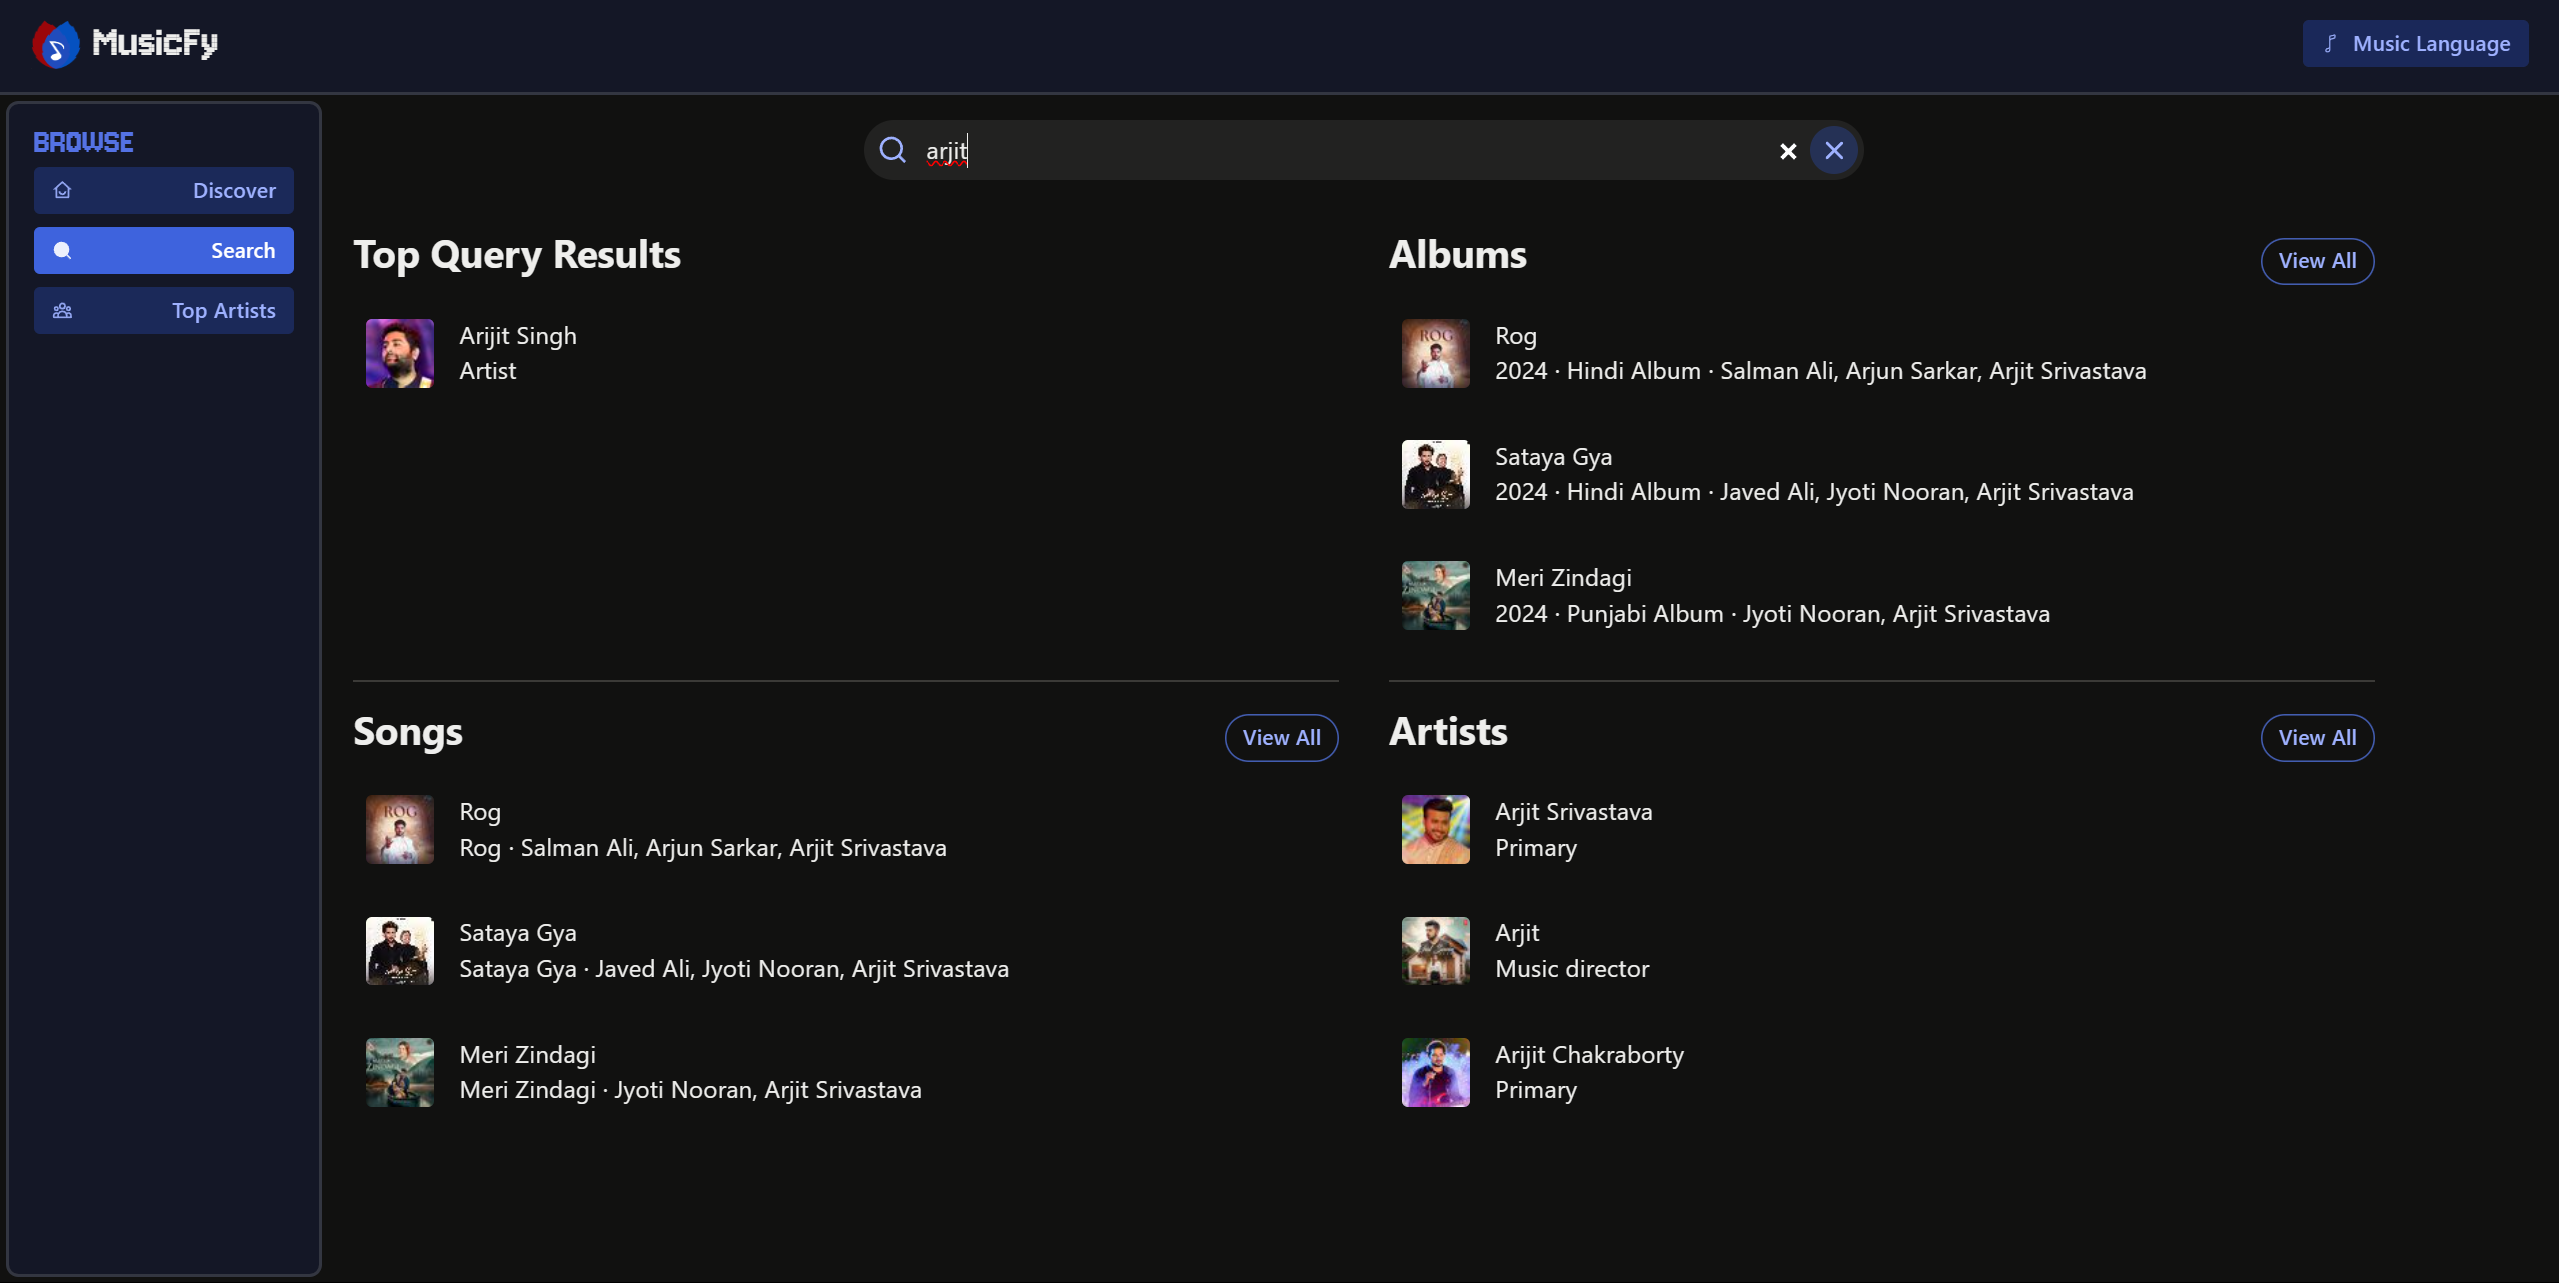 MusicFy
Music Language
BROWSE
Discover
Search
Top Artists
arjit
Top Query Results
Arijit Singh
Artist
Albums
View All
ROG
Rog
2024 · Hindi Album · Salman Ali, Arjun Sarkar, Arjit Srivastava
Sataya Gya
2024 · Hindi Album · Javed Ali, Jyoti Nooran, Arjit Srivastava
Meri Zindagi
2024 · Punjabi Album · Jyoti Nooran, Arjit Srivastava
Songs
View All
ROG
Rog
Rog · Salman Ali, Arjun Sarkar, Arjit Srivastava
Sataya Gya
Sataya Gya · Javed Ali, Jyoti Nooran, Arjit Srivastava
Meri Zindagi
Meri Zindagi · Jyoti Nooran, Arjit Srivastava
Artists
View All
Arjit Srivastava
Primary
Arjit
Music director
Arijit Chakraborty
Primary